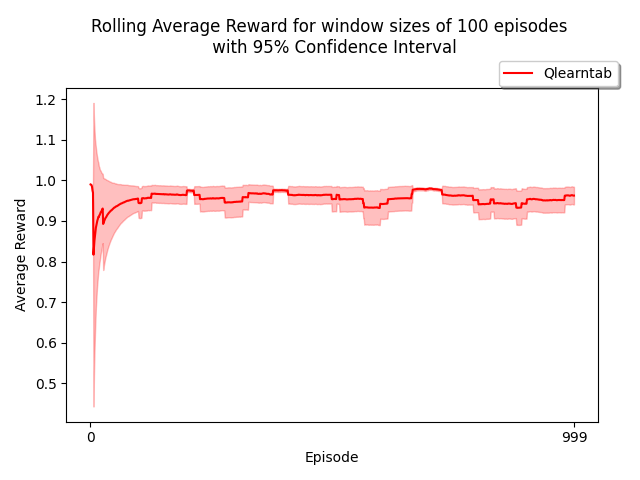 Rolling Average Reward for window sizes of 100 episodes
with 95% Confidence Interval
Qlearntab
1.2
1.1
1.0
0.9
0.8
0.7
0.6
0.5
Average Reward
0
999
Episode